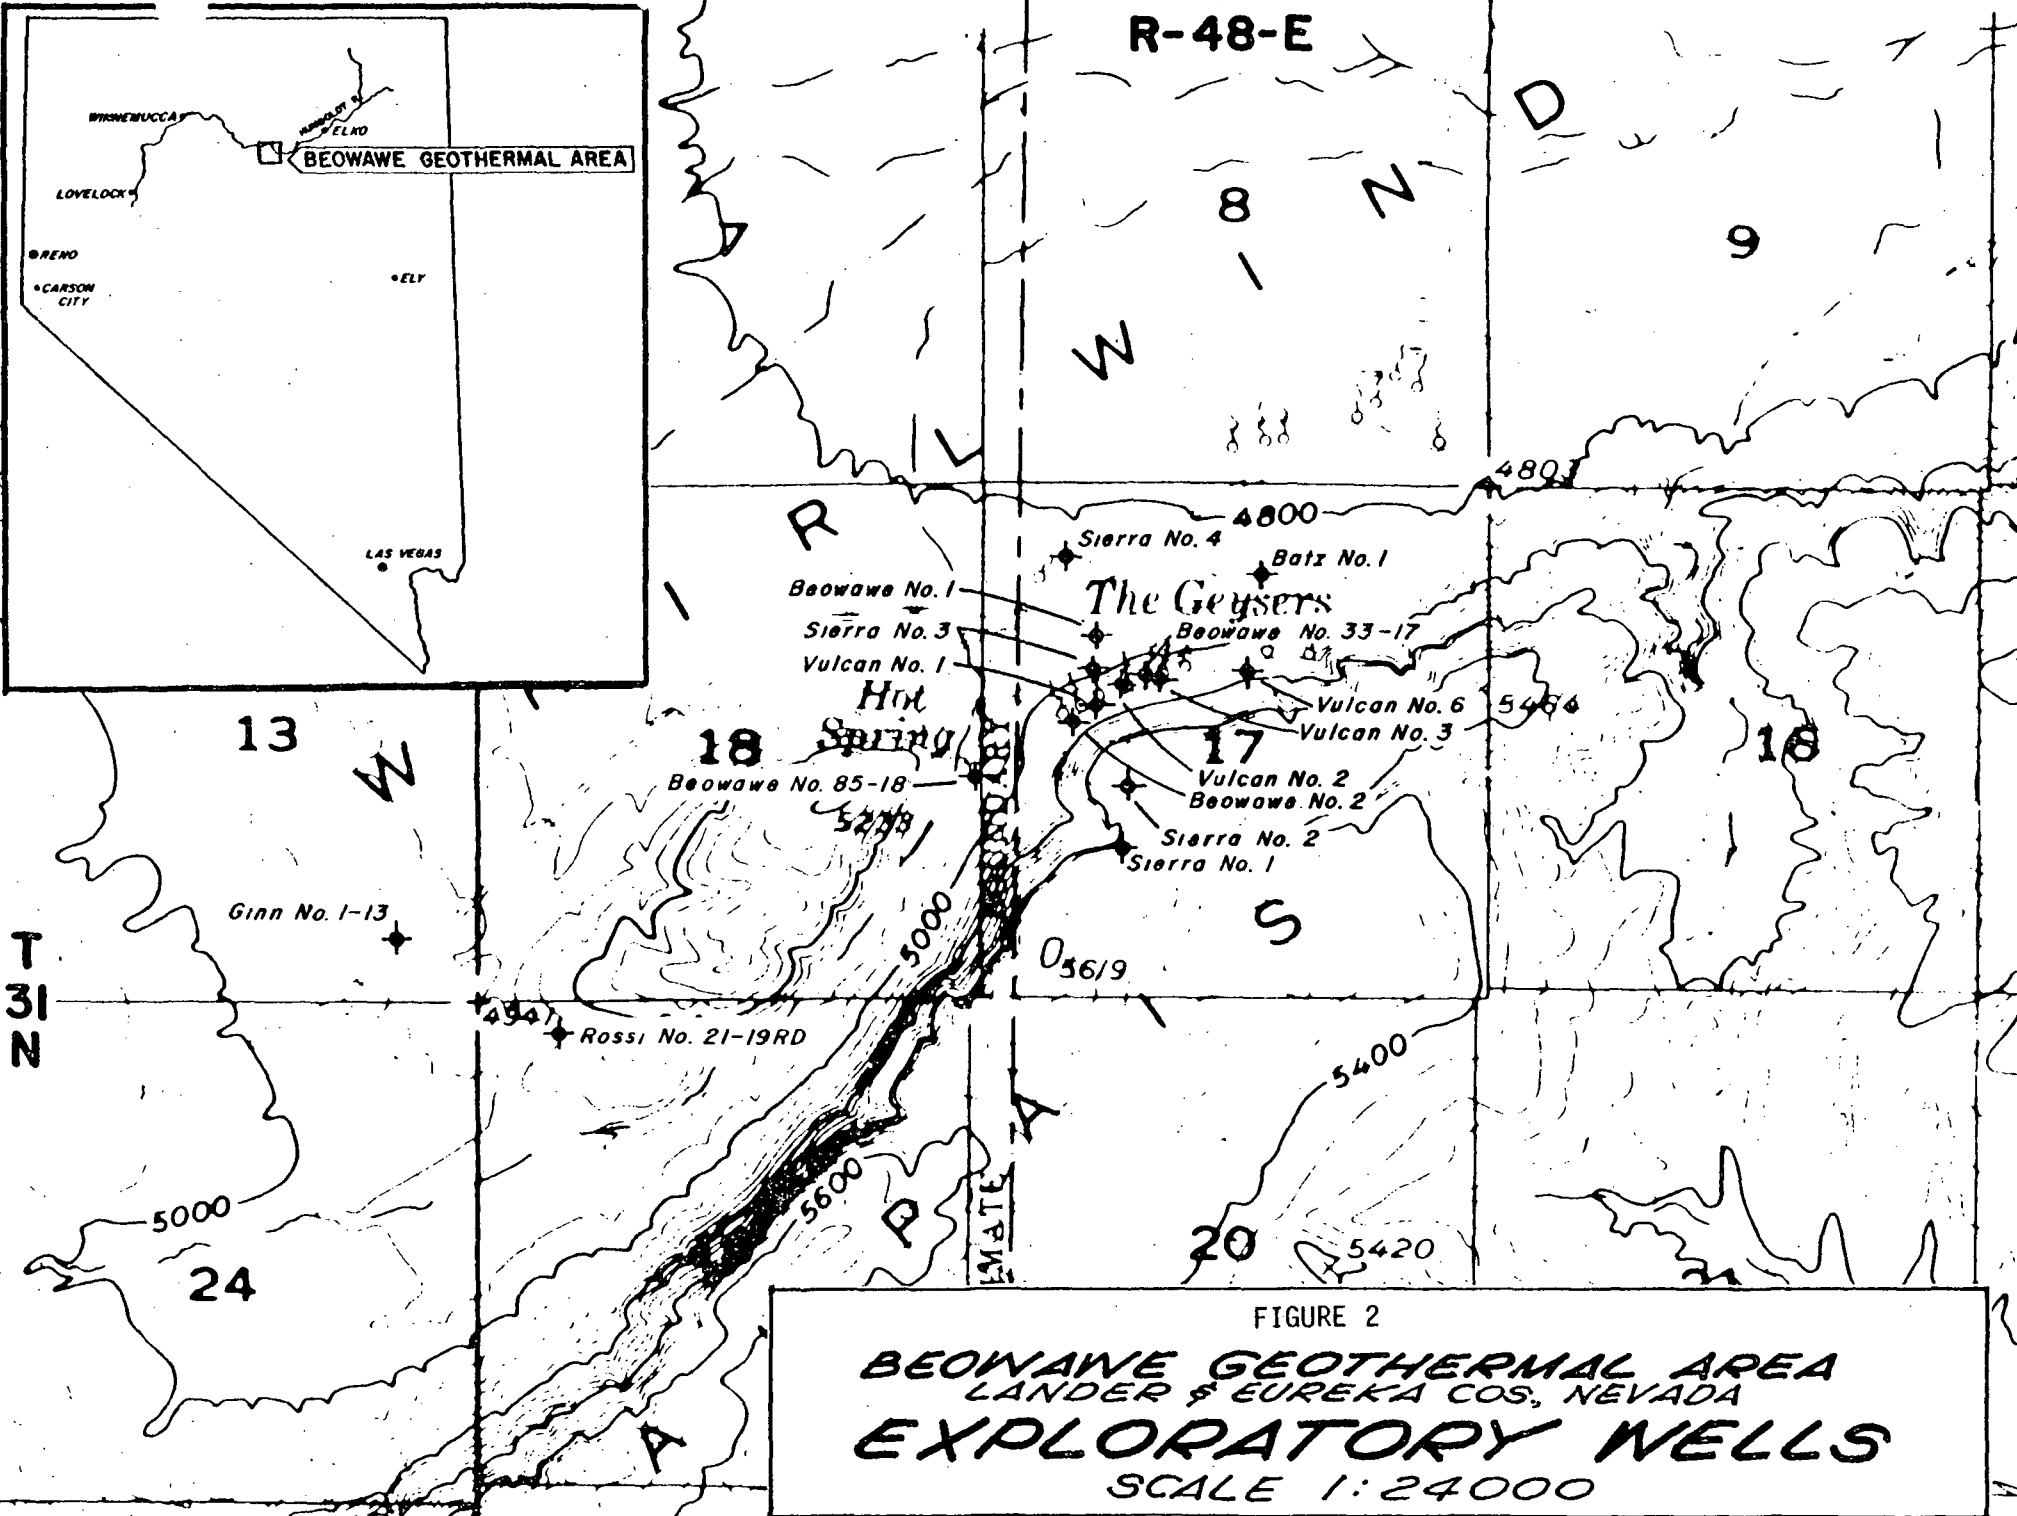 R-48-E
WINNEMUCCA
HUMBOLDT R.
ELKO
BEOWAWE GEOTHERMAL AREA
LOVELOCK
RENO
CARSON
CITY
ELY
LAS VEGAS
D
N
8
9
I
W
L
R
I
W
4800
Sierra No. 4
Batz No. 1
Beowawe No. 1
The Geysers
Sierra No. 3
Beowawe No. 33-17
Vulcan No. 1
Hot
Spring
Vulcan No. 6
5464
Vulcan No. 3
13
18
17
16
Beowawe No. 85-18
Vulcan No. 2
Beowawe No. 2
Sierra No. 2
Sierra No. 1
Ginn No. 1-13
5000
S
5619
T
31
N
Rossi No. 21-19RD
5400
A
5600
P
5000
24
20
5420
A
FIGURE 2
BEOWAWE GEOTHERMAL AREA
LANDER & EUREKA COS., NEVADA
EXPLORATORY WELLS
SCALE 1:24000